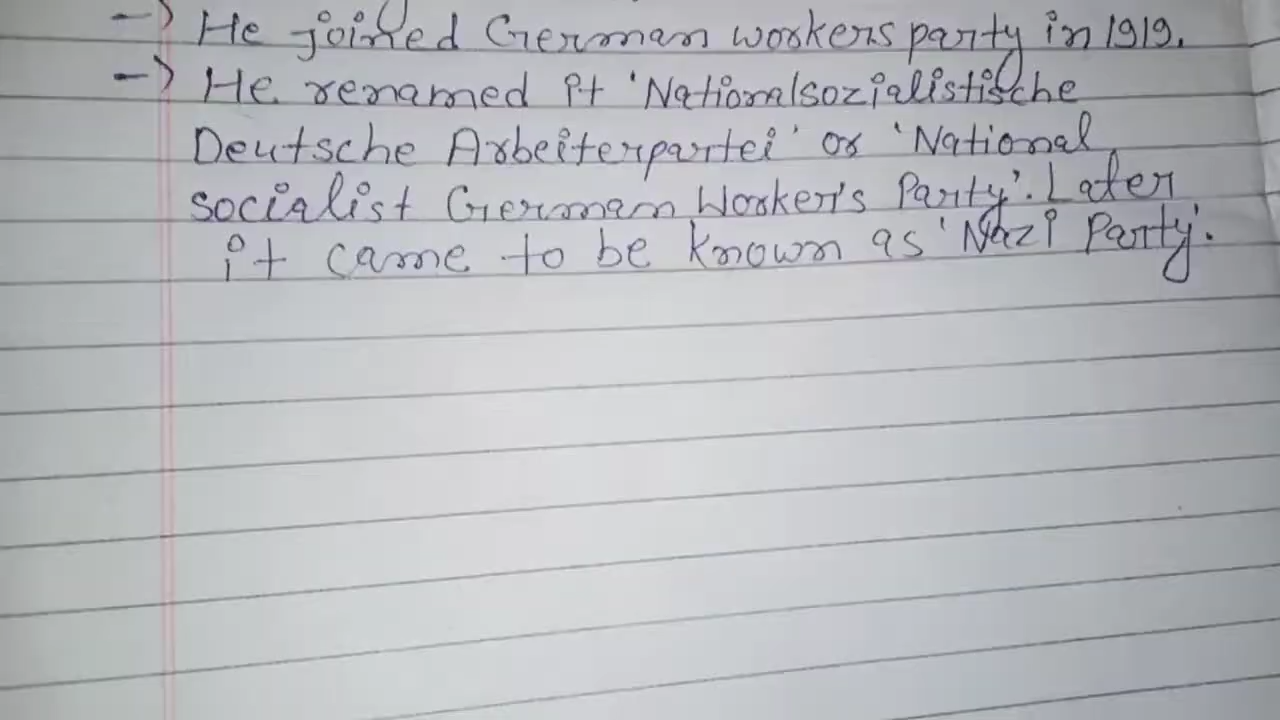 -> He joined German workers party in 1919.
-> He renamed it 'Nationalsozialistische
Deutsche Arbeiterpartei' or 'National
socialist German Worker's Party'. Later
it came to be known as 'Nazi Party'.